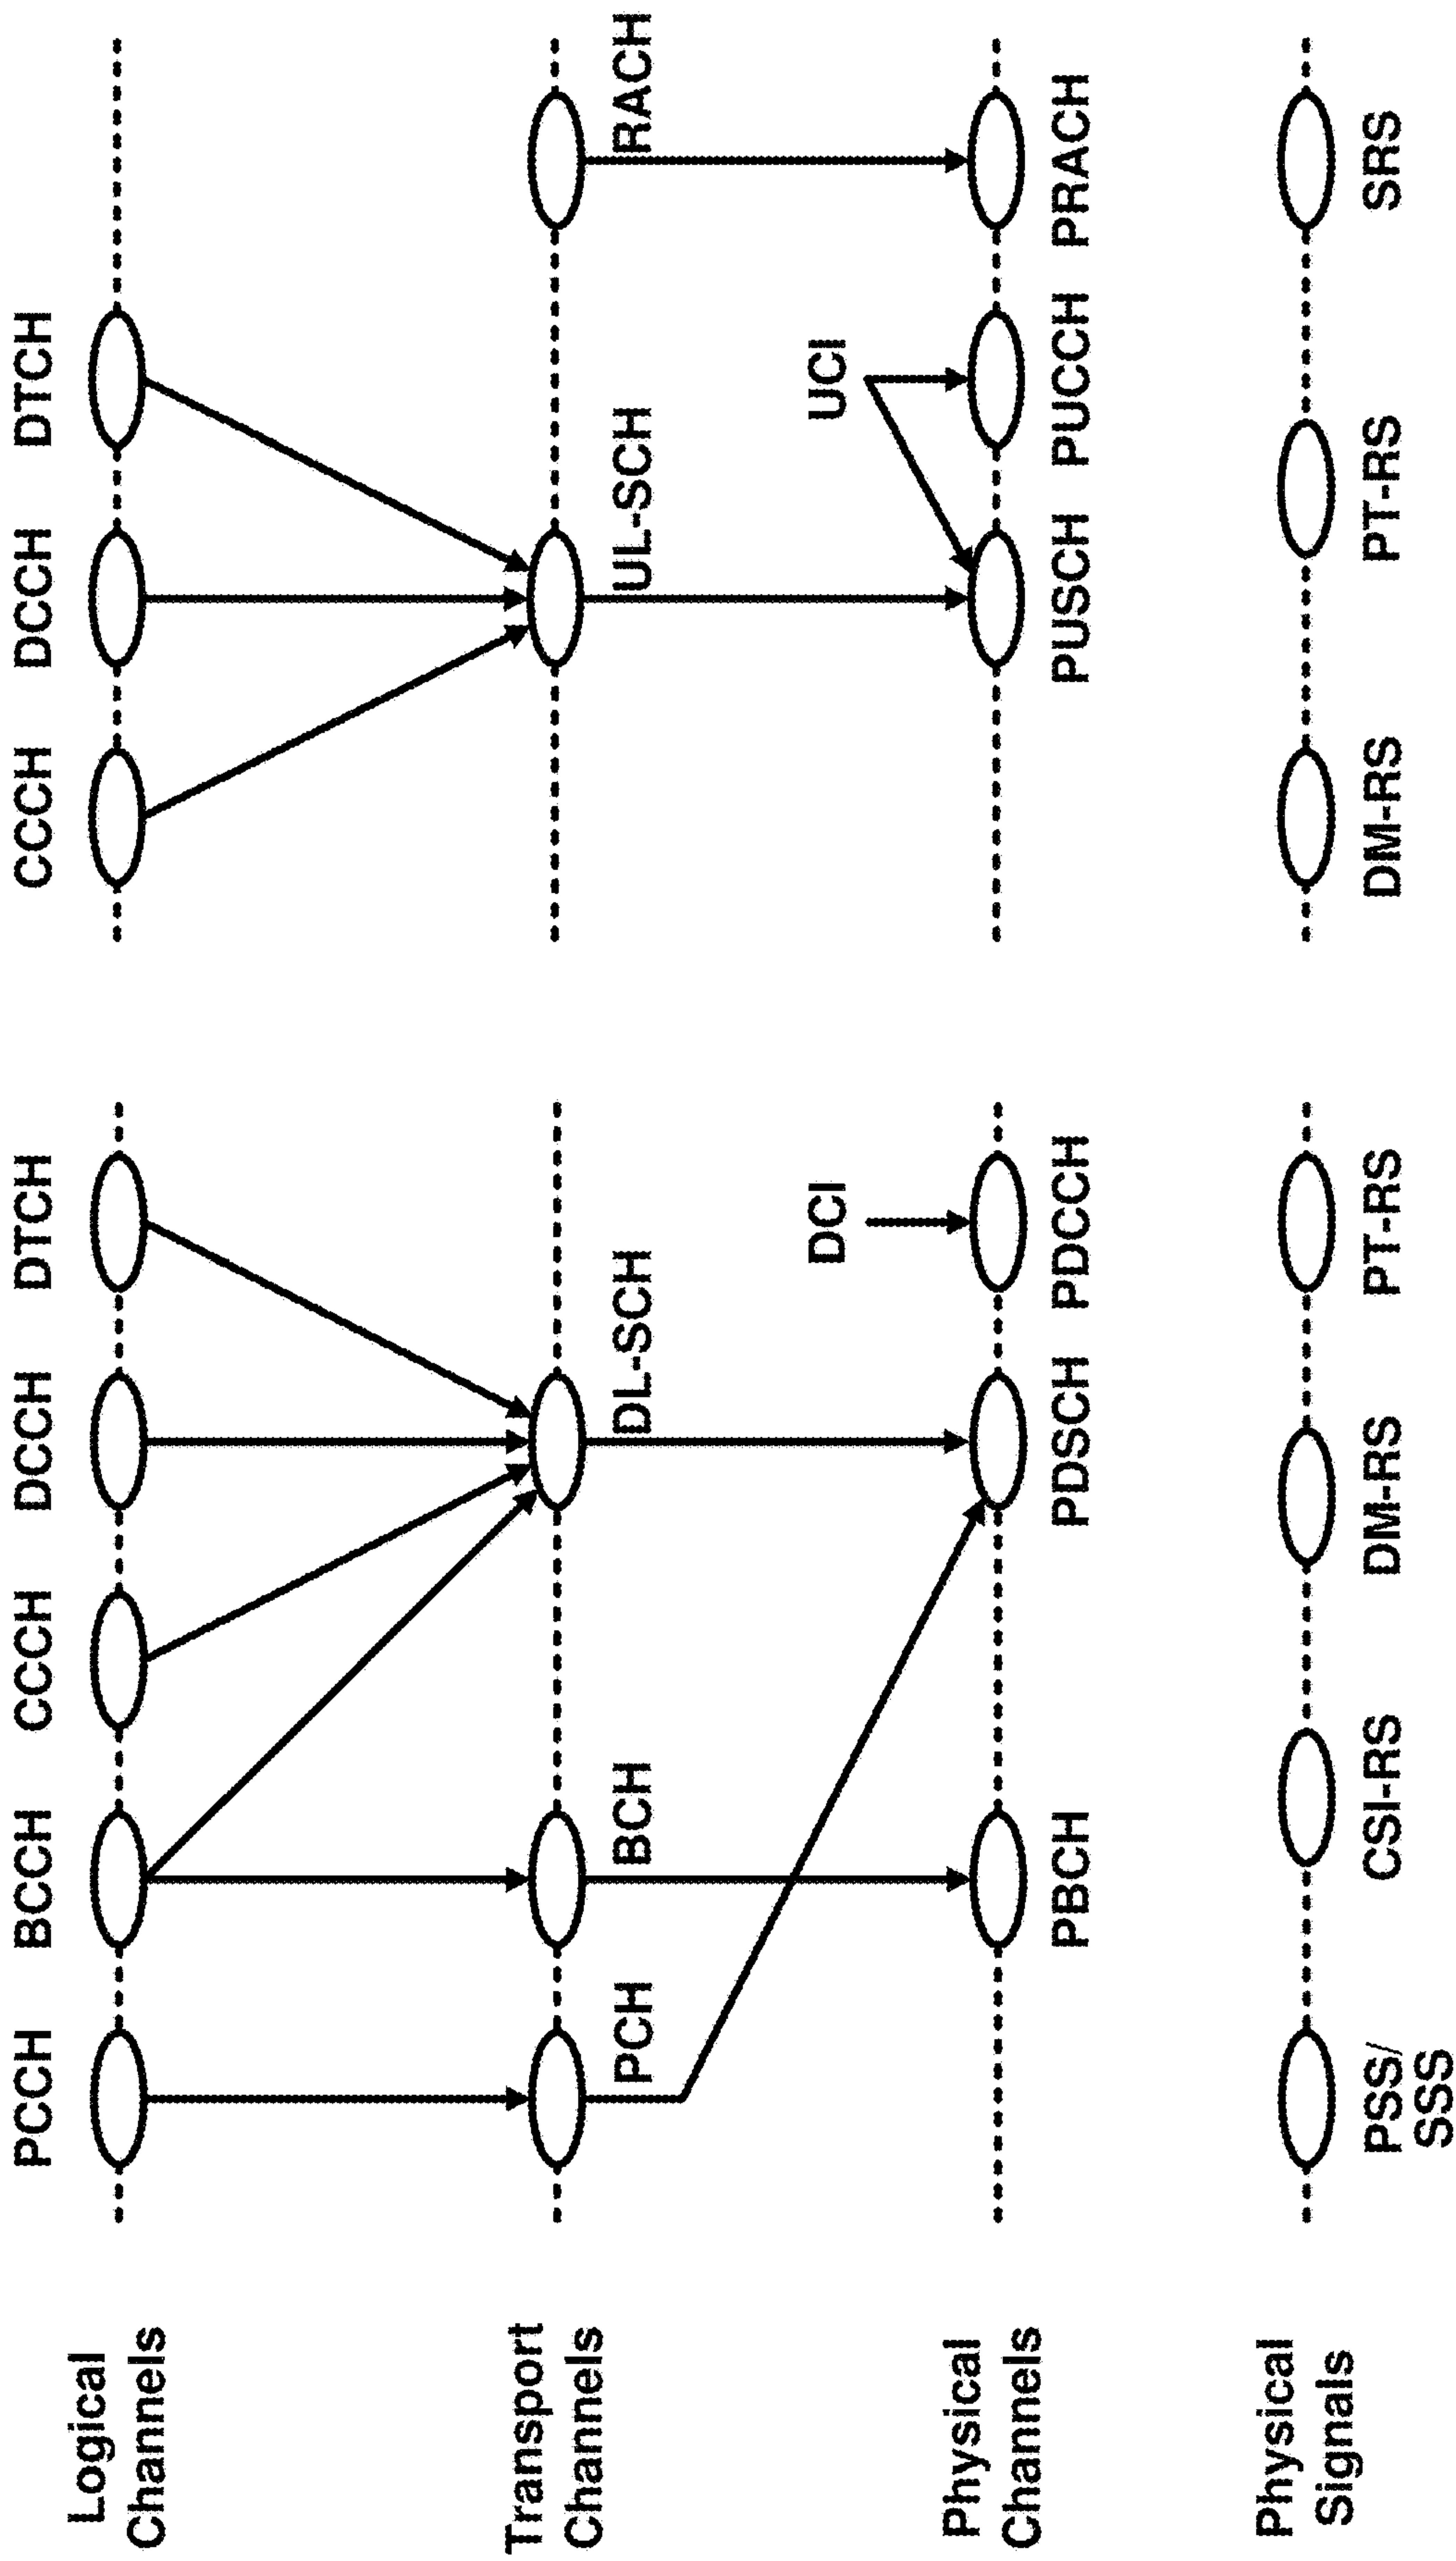 PCCH BCCH CCCH DCCH DTCH CCCH DCCH DTCH
Logical
Channels
Transport
Channels
PCH BCH DL-SCH UL-SCH RACH
DCI UCI
Physical
Channels
PBCH PDSCH PDCCH PUSCH PUCCH PRACH
Physical
Signals
PSS/
SSS
CSI-RS DM-RS PT-RS DM-RS PT-RS SRS